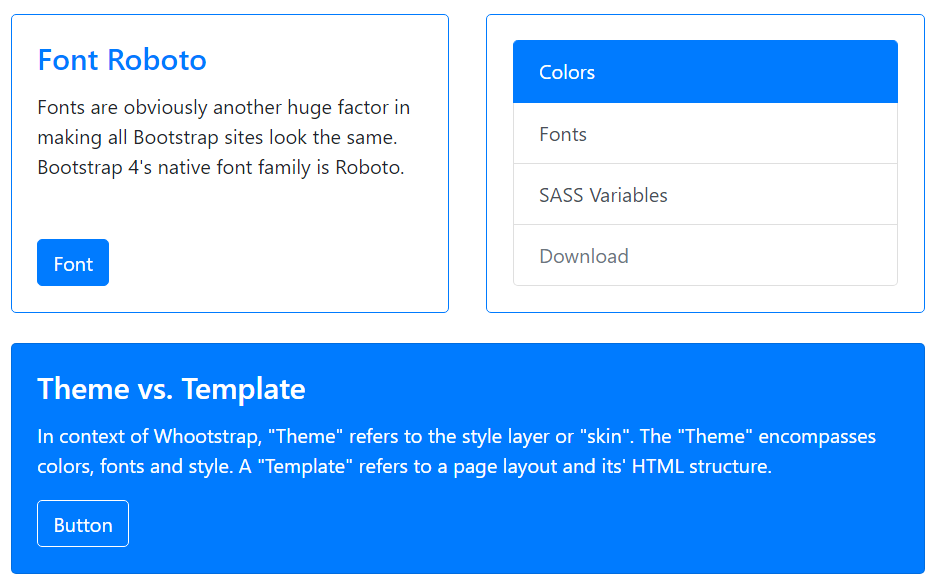 Font Roboto
Fonts are obviously another huge factor in
making all Bootstrap sites look the same.
Bootstrap 4's native font family is Roboto.
Font
Colors
Fonts
SASS Variables
Download
Theme vs. Template
In context of Whootstrap, "Theme" refers to the style layer or "skin". The "Theme" encompasses
colors, fonts and style. A "Template" refers to a page layout and its' HTML structure.
Button